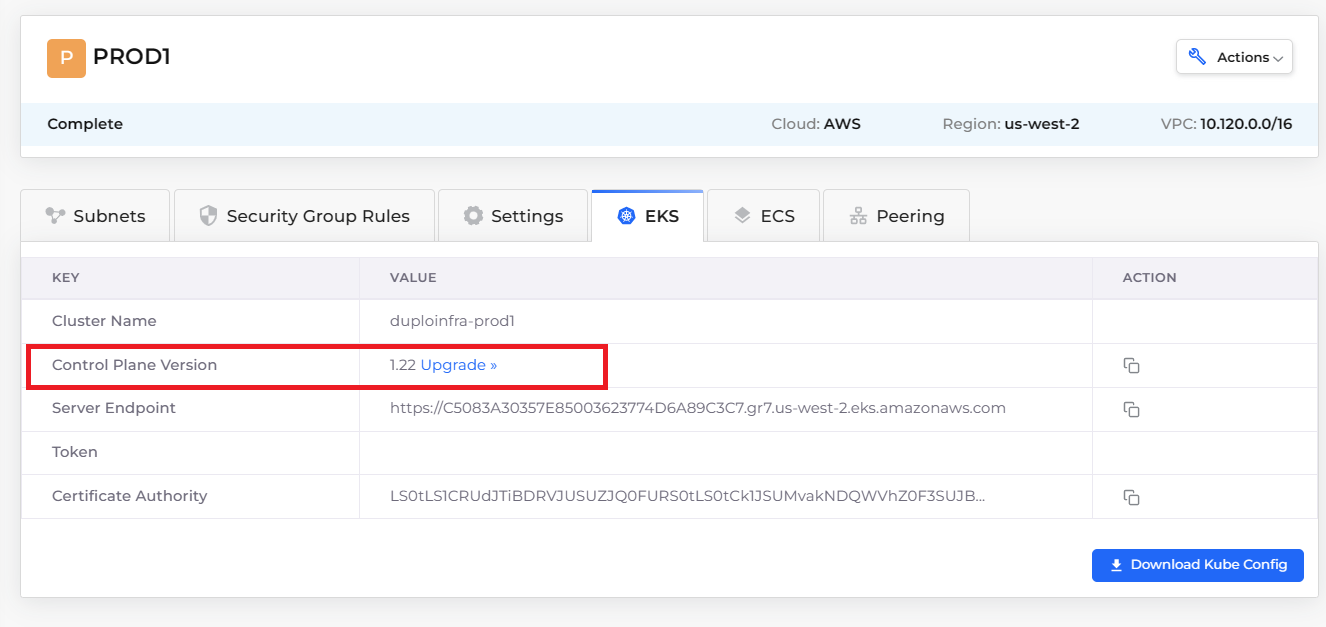 P PROD1
Actions
Complete Cloud: AWS Region: us-west-2 VPC: 10.120.0.0/16
Subnets Security Group Rules Settings EKS ECS Peering
KEY VALUE ACTION
Cluster Name duploinfra-prod1
Control Plane Version 1.22 Upgrade »
Server Endpoint https://C5083A30357E85003623774D6A89C3C7.gr7.us-west-2.eks.amazonaws.com
Token
Certificate Authority LS0tLS1CRUdJTiBDRVJUSUZJQ0FURS0tLS0tCk1JSUMvakNDQWVhZ0F3SUJB...
Download Kube Config